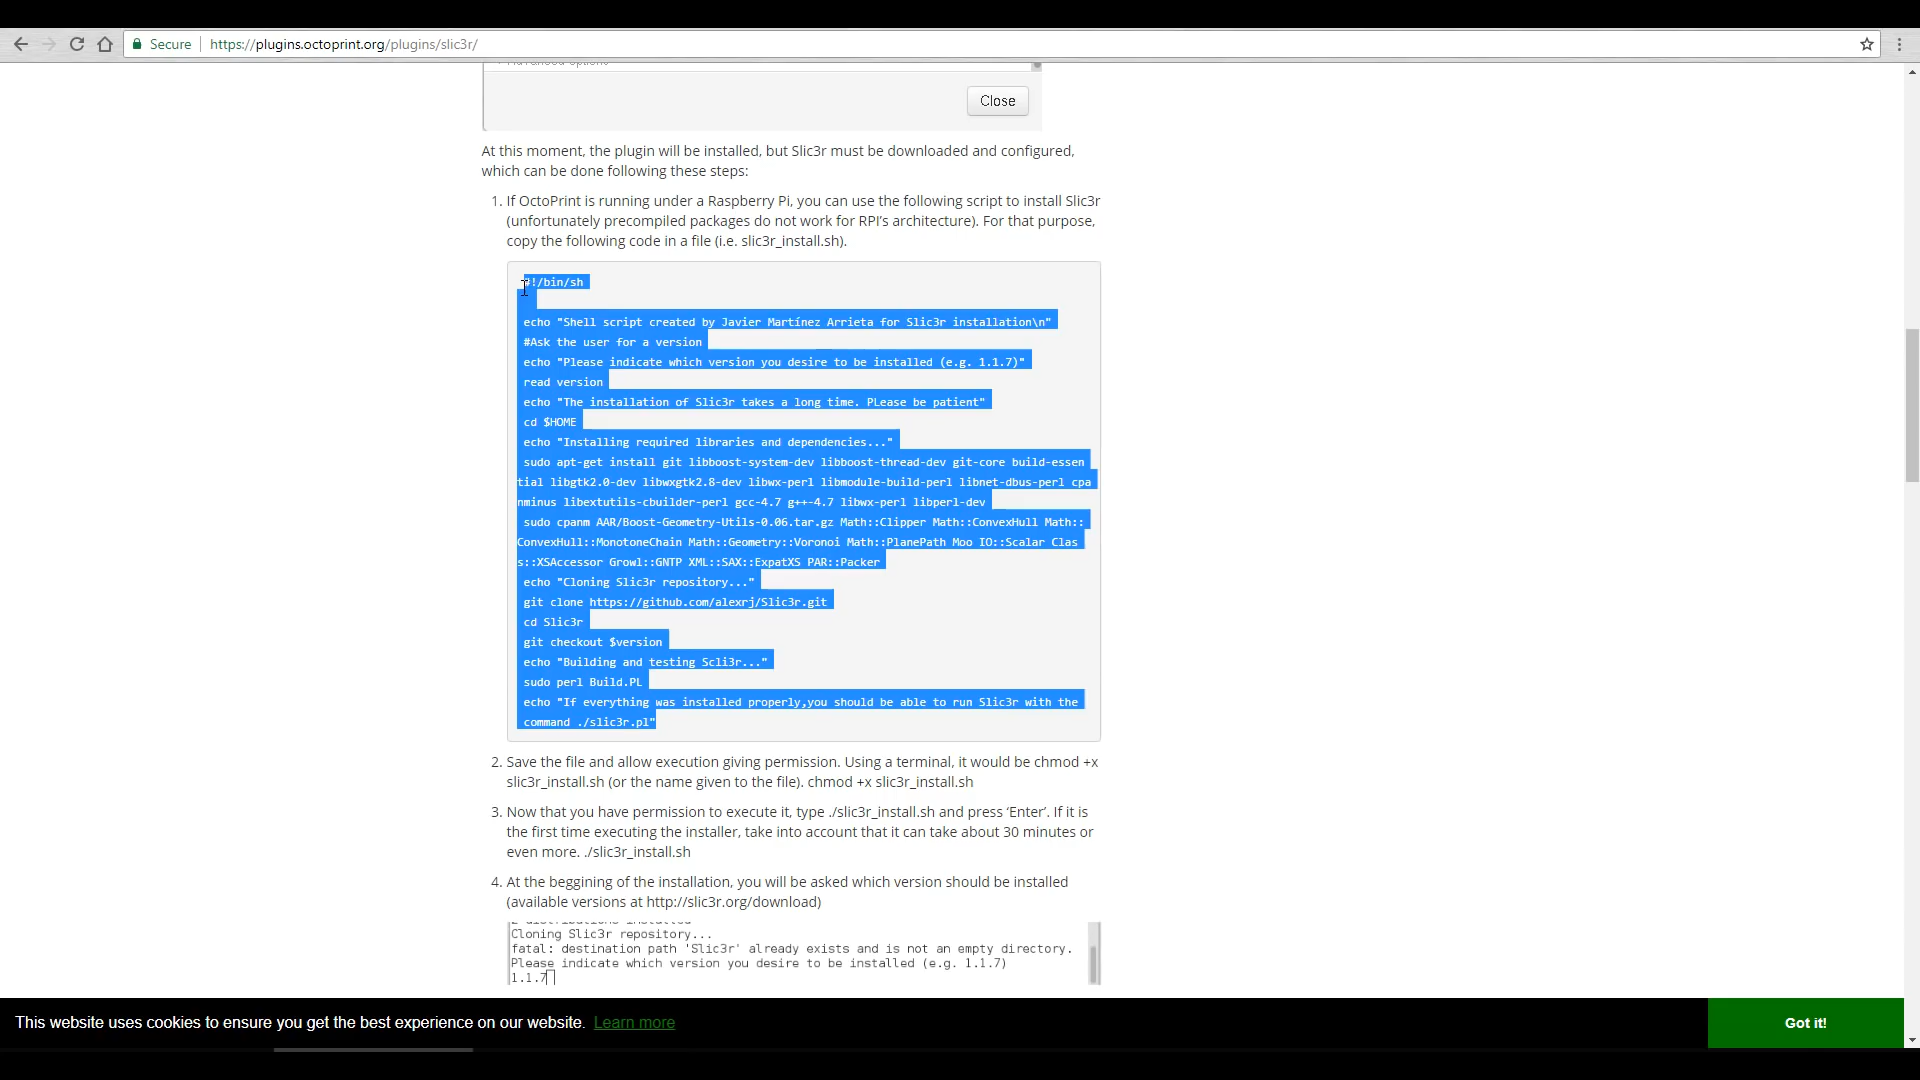 Secure https://plugins.octoprint.org/plugins/slic3r/
Close
At this moment, the plugin will be installed, but Slic3r must be downloaded and configured,
which can be done following these steps:
1. If OctoPrint is running under a Raspberry Pi, you can use the following script to install Slic3r
(unfortunately precompiled packages do not work for RPI's architecture). For that purpose,
copy the following code in a file (i.e. slic3r_install.sh).
#!/bin/sh
echo "Shell script created by Javier Martínez Arrieta for Slic3r installation\n"
#Ask the user for a version
echo "Please indicate which version you desire to be installed (e.g. 1.1.7)"
read version
echo "The installation of Slic3r takes a long time. PLease be patient"
cd $HOME
echo "Installing required libraries and dependencies..."
sudo apt-get install git libboost-system-dev libboost-thread-dev git-core build-essen
tial libgtk2.0-dev libwxgtk2.8-dev libwx-perl libmodule-build-perl libnet-dbus-perl cpa
nminus libextutils-cbuilder-perl gcc-4.7 g++-4.7 libwx-perl libperl-dev
sudo cpanm AAR/Boost-Geometry-Utils-0.06.tar.gz Math::Clipper Math::ConvexHull Math::
ConvexHull::MonotoneChain Math::Geometry::Voronoi Math::PlanePath Moo IO::Scalar Clas
s::XSAccessor Growl::GNTP XML::SAX::ExpatXS PAR::Packer
echo "Cloning Slic3r repository..."
git clone https://github.com/alexrj/Slic3r.git
cd Slic3r
git checkout $version
echo "Building and testing Scli3r..."
sudo perl Build.PL
echo "If everything was installed properly,you should be able to run Slic3r with the
command ./slic3r.pl"
2. Save the file and allow execution giving permission. Using a terminal, it would be chmod +x
slic3r_install.sh (or the name given to the file). chmod +x slic3r_install.sh
3. Now that you have permission to execute it, type ./slic3r_install.sh and press ‘Enter’. If it is
the first time executing the installer, take into account that it can take about 30 minutes or
even more. ./slic3r_install.sh
4. At the beggining of the installation, you will be asked which version should be installed
(available versions at http://slic3r.org/download)
Cloning Slic3r repository...
fatal: destination path 'Slic3r' already exists and is not an empty directory.
Please indicate which version you desire to be installed (e.g. 1.1.7)
1.1.7
This website uses cookies to ensure you get the best experience on our website. Learn more
Got it!